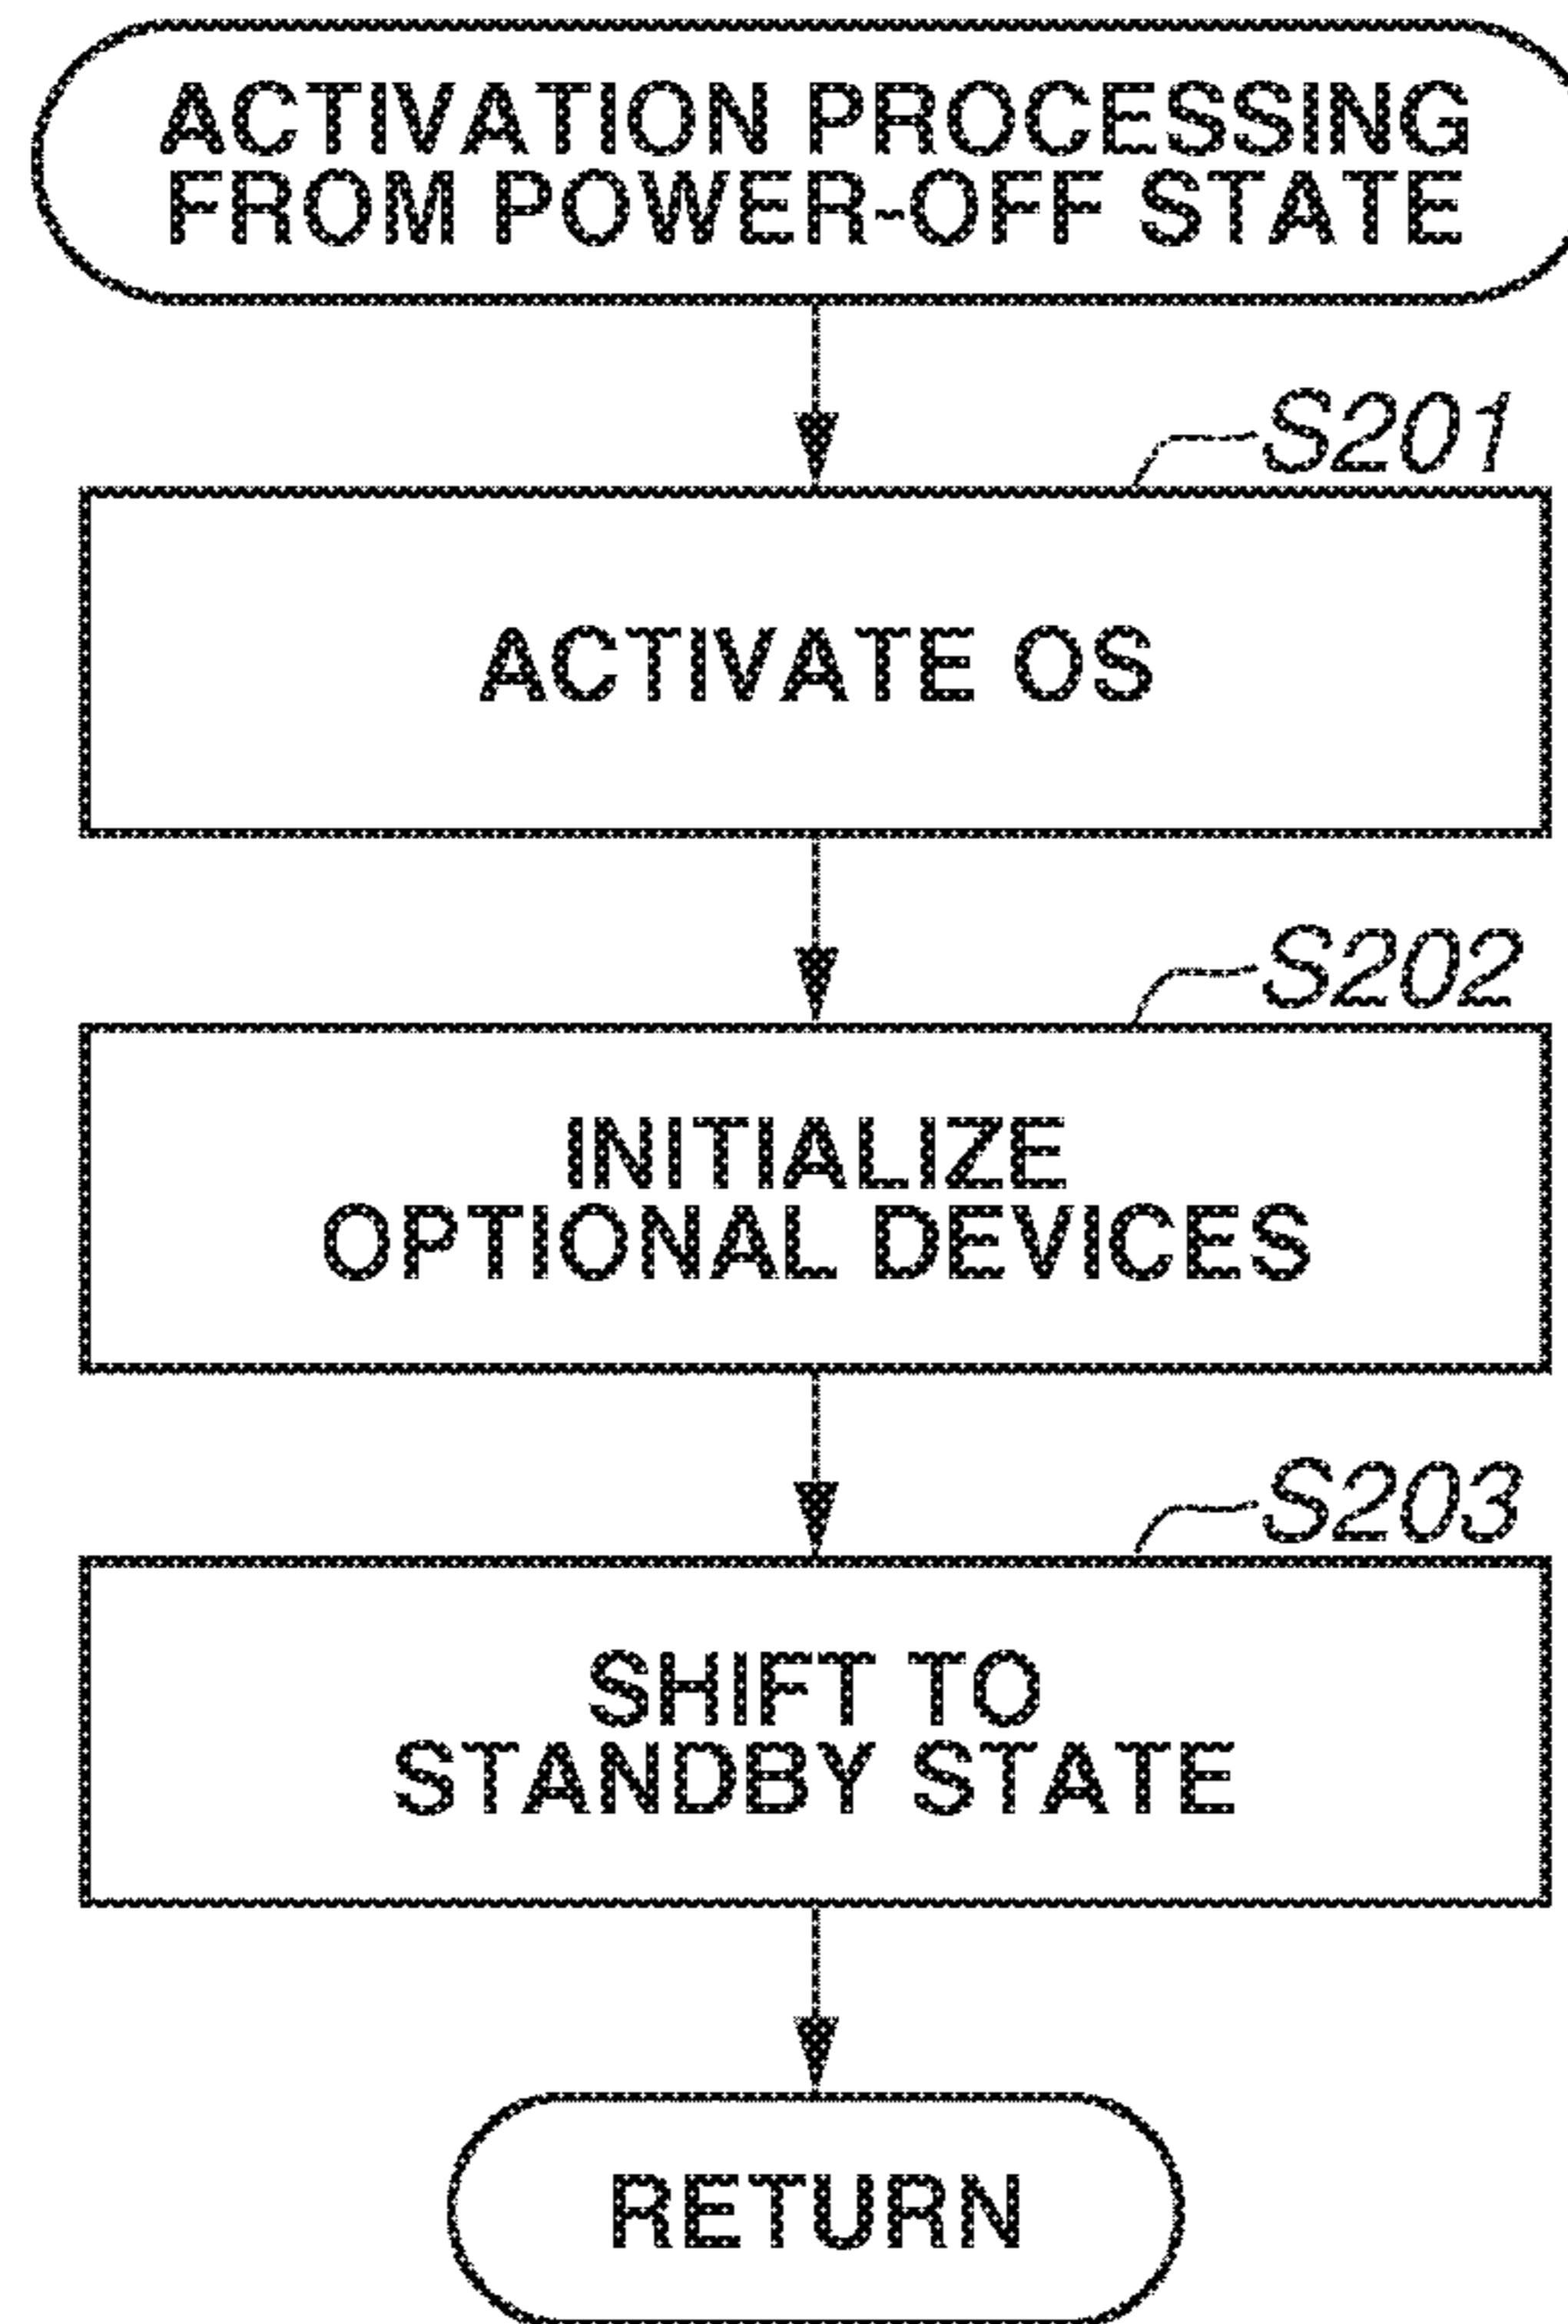 ACTIVATION PROCESSING
FROM POWER-OFF STATE
S201
ACTIVATE OS
S202
INITIALIZE
OPTIONAL DEVICES
S203
SHIFT TO
STANDBY STATE
RETURN